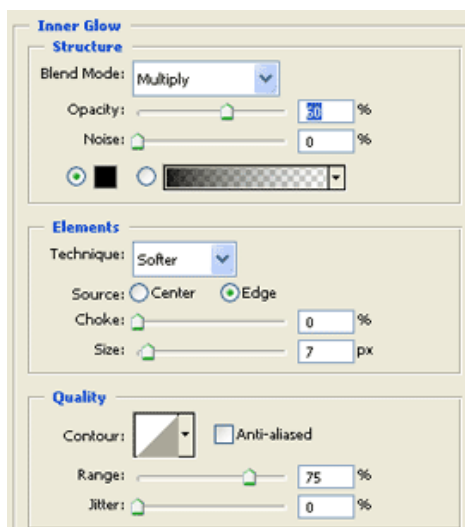 Inner Glow
Structure
Blend Mode: Multiply
Opacity: 60 %
Noise: 0 %
Elements
Technique: Softer
Source: Center Edge
Choke: 0 %
Size: 7 px
Quality
Contour: Anti-aliased
Range: 75 %
Jitter: 0 %